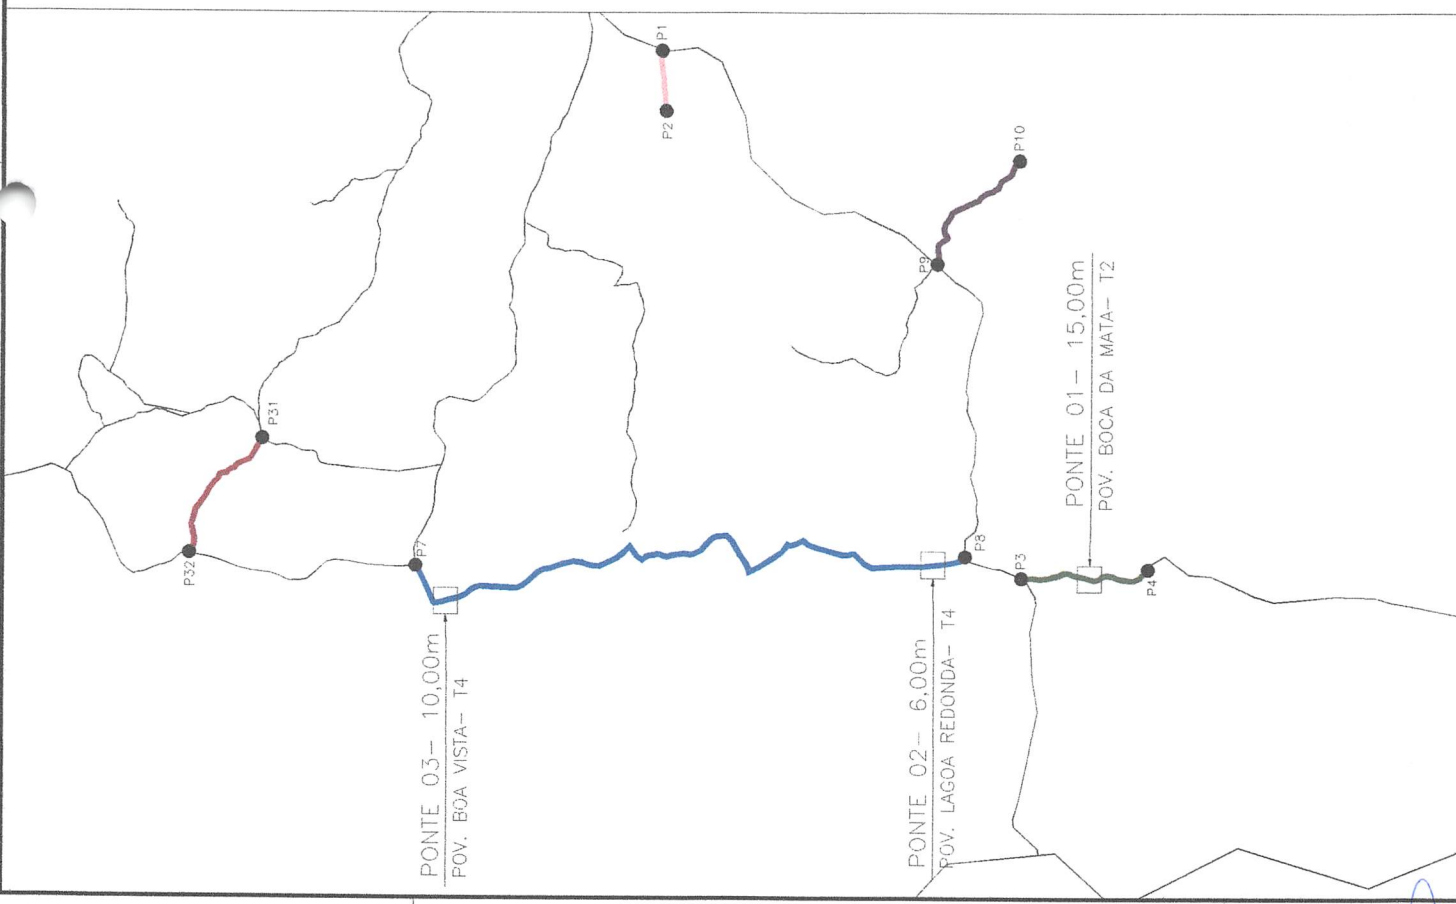 P32
P31
P7
PONTE 03- 10,00m
POV. BOA VISTA- T4
P1
P2
P10
P9
P8
PONTE 02- 6,00m
POV. LAGOA REDONDA- T4
P3
P4
PONTE 01- 15,00m
POV. BOCA DA MATA- T2